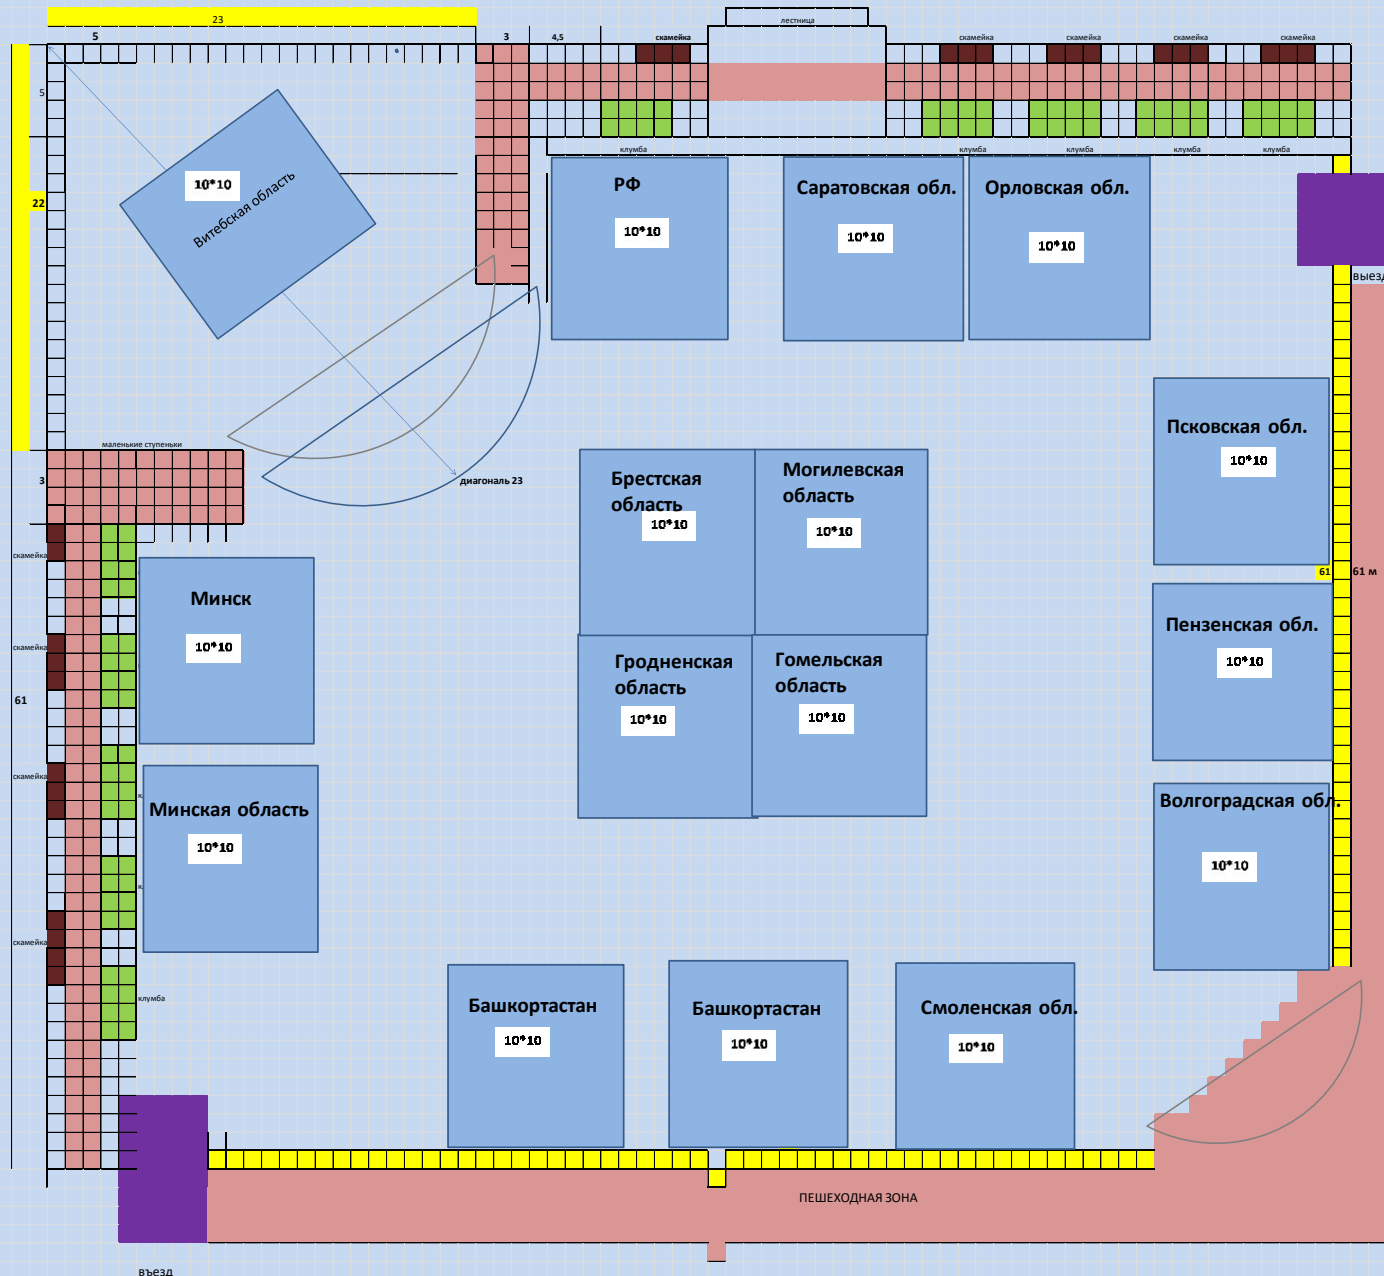 23
лестница
5
6
3
4,5
скамейка
скамейка
скамейка
скамейка
скамейка
5
клумба
клумба
клумба
клумба
клумба
10*10
Витебская область
РФ
10*10
Саратовская обл.
10*10
Орловская обл.
10*10
22
выезд
маленькие ступеньки
3
диагональ 23
Псковская обл.
10*10
Брестская
область
10*10
Могилевская
область
10*10
скамейка
61
61 м
Минск
10*10
Пензенская обл.
10*10
скамейка
Гродненская
область
10*10
Гомельская
область
10*10
61
скамейка
Минская область
10*10
Волгоградская обл.
10*10
скамейка
клумба
Башкортастан
10*10
Башкортастан
10*10
Смоленская обл.
10*10
ПЕШЕХОДНАЯ ЗОНА
въезд